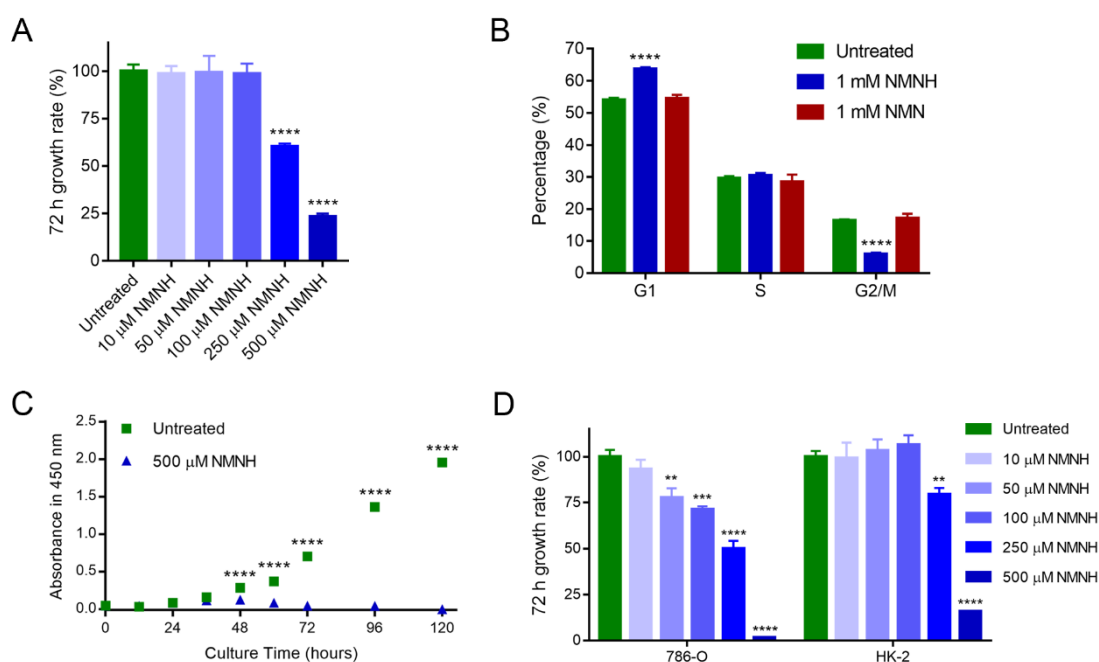 A
72 h growth rate (%)
100
75
50
25
0
****
****
Untreated
10 μM NMNH
50 μM NMNH
100 μM NMNH
250 μM NMNH
500 μM NMNH
B
Percentage (%)
70
60
50
40
30
20
10
0
****
****
G1
S
G2/M
Untreated
1 mM NMNH
1 mM NMN
C
Absorbance in 450 nm
2.5
2.0
1.5
1.0
0.5
0.0
Untreated
500 μM NMNH
****
****
****
****
****
0
24
48
72
96
120
Culture Time (hours)
D
72 h growth rate (%)
100
75
50
25
0
**
***
****
****
**
****
786-O
HK-2
Untreated
10 μM NMNH
50 μM NMNH
100 μM NMNH
250 μM NMNH
500 μM NMNH